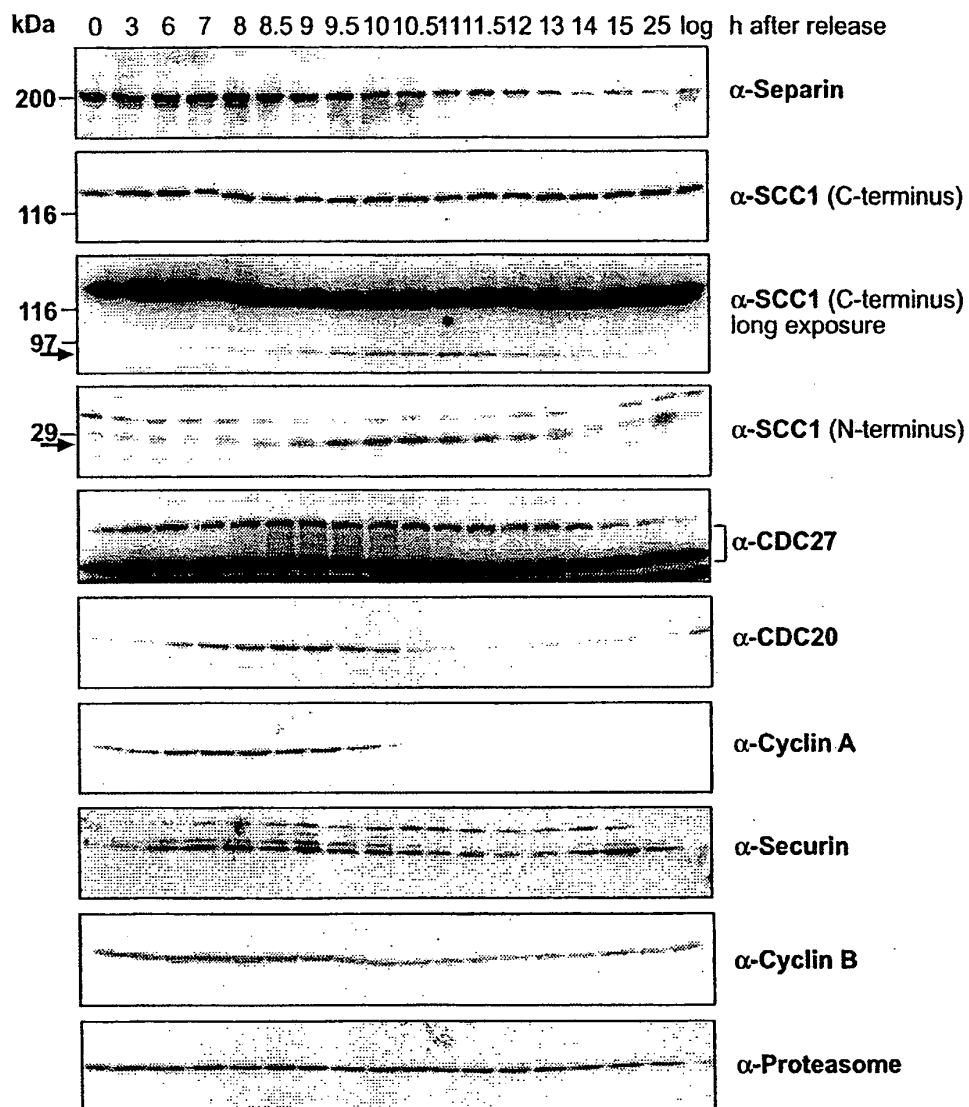 kDa 0 3 6 7 8 8.5 9 9.5 10 10.5 11 11.5 12 13 14 15 25 log h after release
200 α-Separin
116 α-SCC1 (C-terminus)
116 α-SCC1 (C-terminus)
long exposure
97
29 α-SCC1 (N-terminus)
α-CDC27
α-CDC20
α-Cyclin A
α-Securin
α-Cyclin B
α-Proteasome